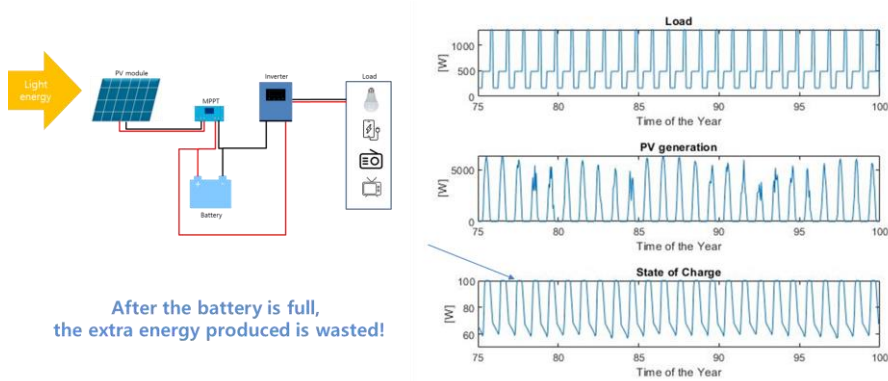 Light
energy
PV module
MPPT
Inverter
Load
Battery
After the battery is full,
the extra energy produced is wasted!
Load
[W]
1000
500
0
75 80 85 90 95 100
Time of the Year
PV generation
[W]
5000
0
75 80 85 90 95 100
Time of the Year
State of Charge
[W]
100
80
60
75 80 85 90 95 100
Time of the Year